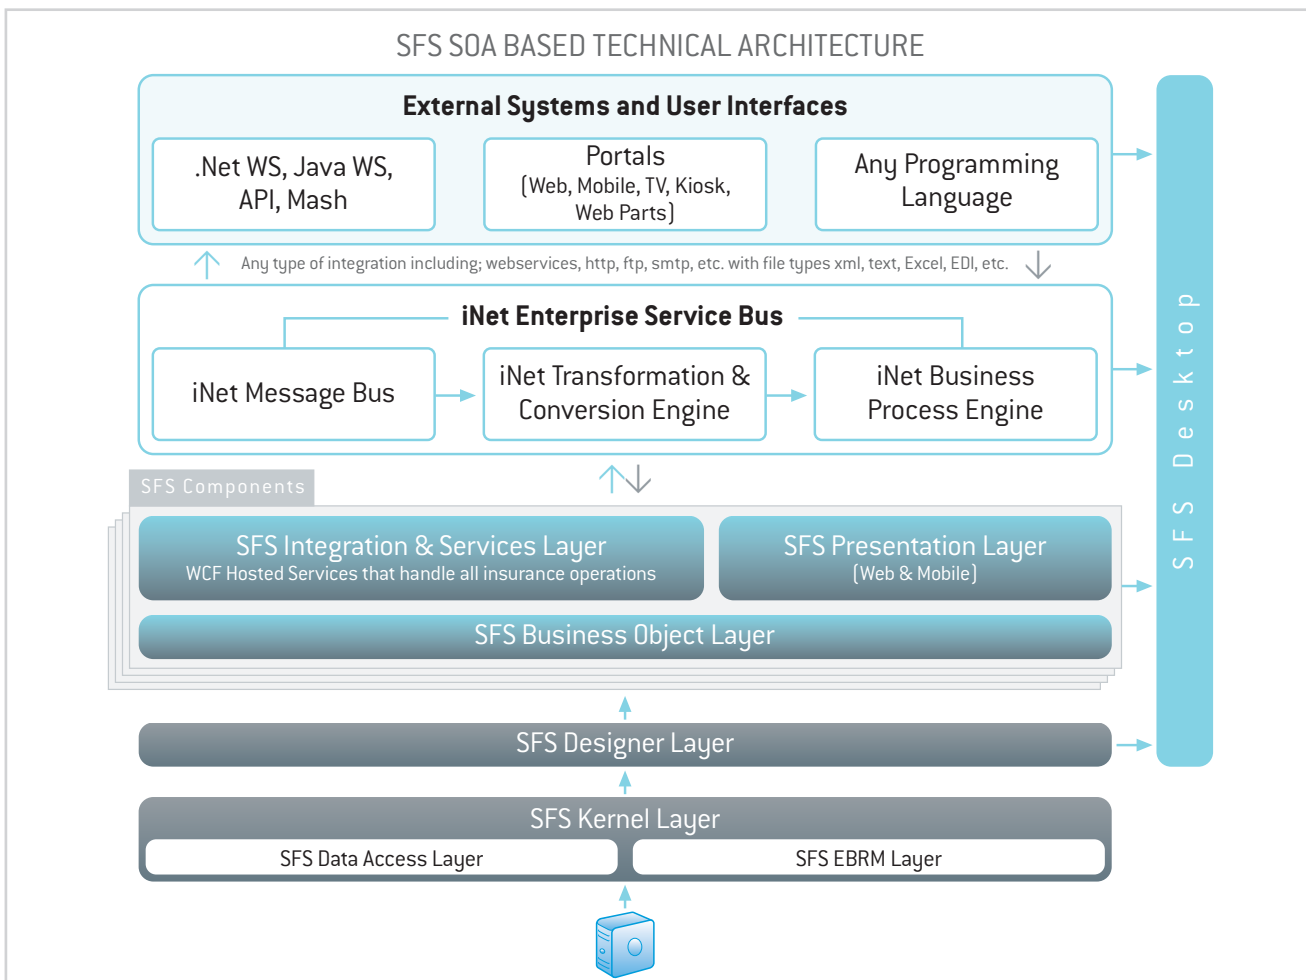 SFS SOA BASED TECHNICAL ARCHITECTURE
External Systems and User Interfaces
.Net WS, Java WS,
API, Mash
Portals
(Web, Mobile, TV, Kiosk,
Web Parts)
Any Programming
Language
Any type of integration including; webservices, http, ftp, smtp, etc. with file types xml, text, Excel, EDI, etc.
iNet Enterprise Service Bus
iNet Message Bus
iNet Transformation &
Conversion Engine
iNet Business
Process Engine
SFS Components
SFS Integration & Services Layer
WCF Hosted Services that handle all insurance operations
SFS Presentation Layer
(Web & Mobile)
SFS Business Object Layer
SFS Designer Layer
SFS Kernel Layer
SFS Data Access Layer
SFS EBRM Layer
SFS Desktop